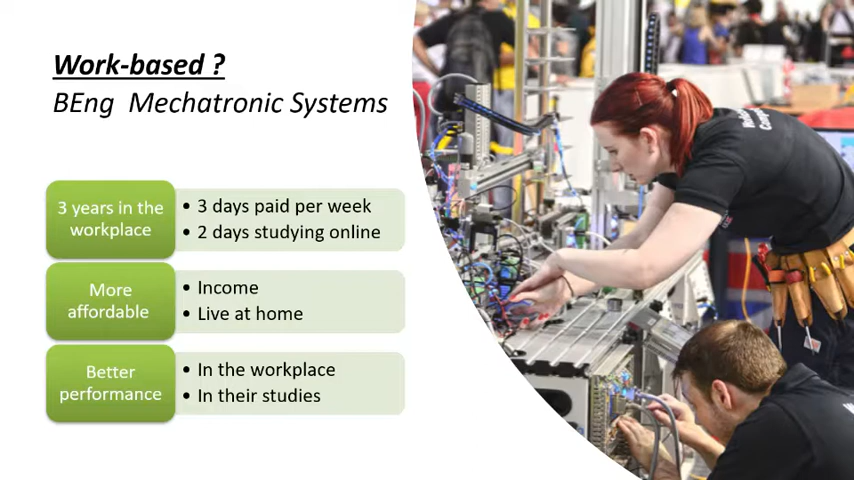 Work-based ?
BEng Mechatronic Systems
3 years in the
workplace
• 3 days paid per week
• 2 days studying online
More
affordable
• Income
• Live at home
Better
performance
• In the workplace
• In their studies